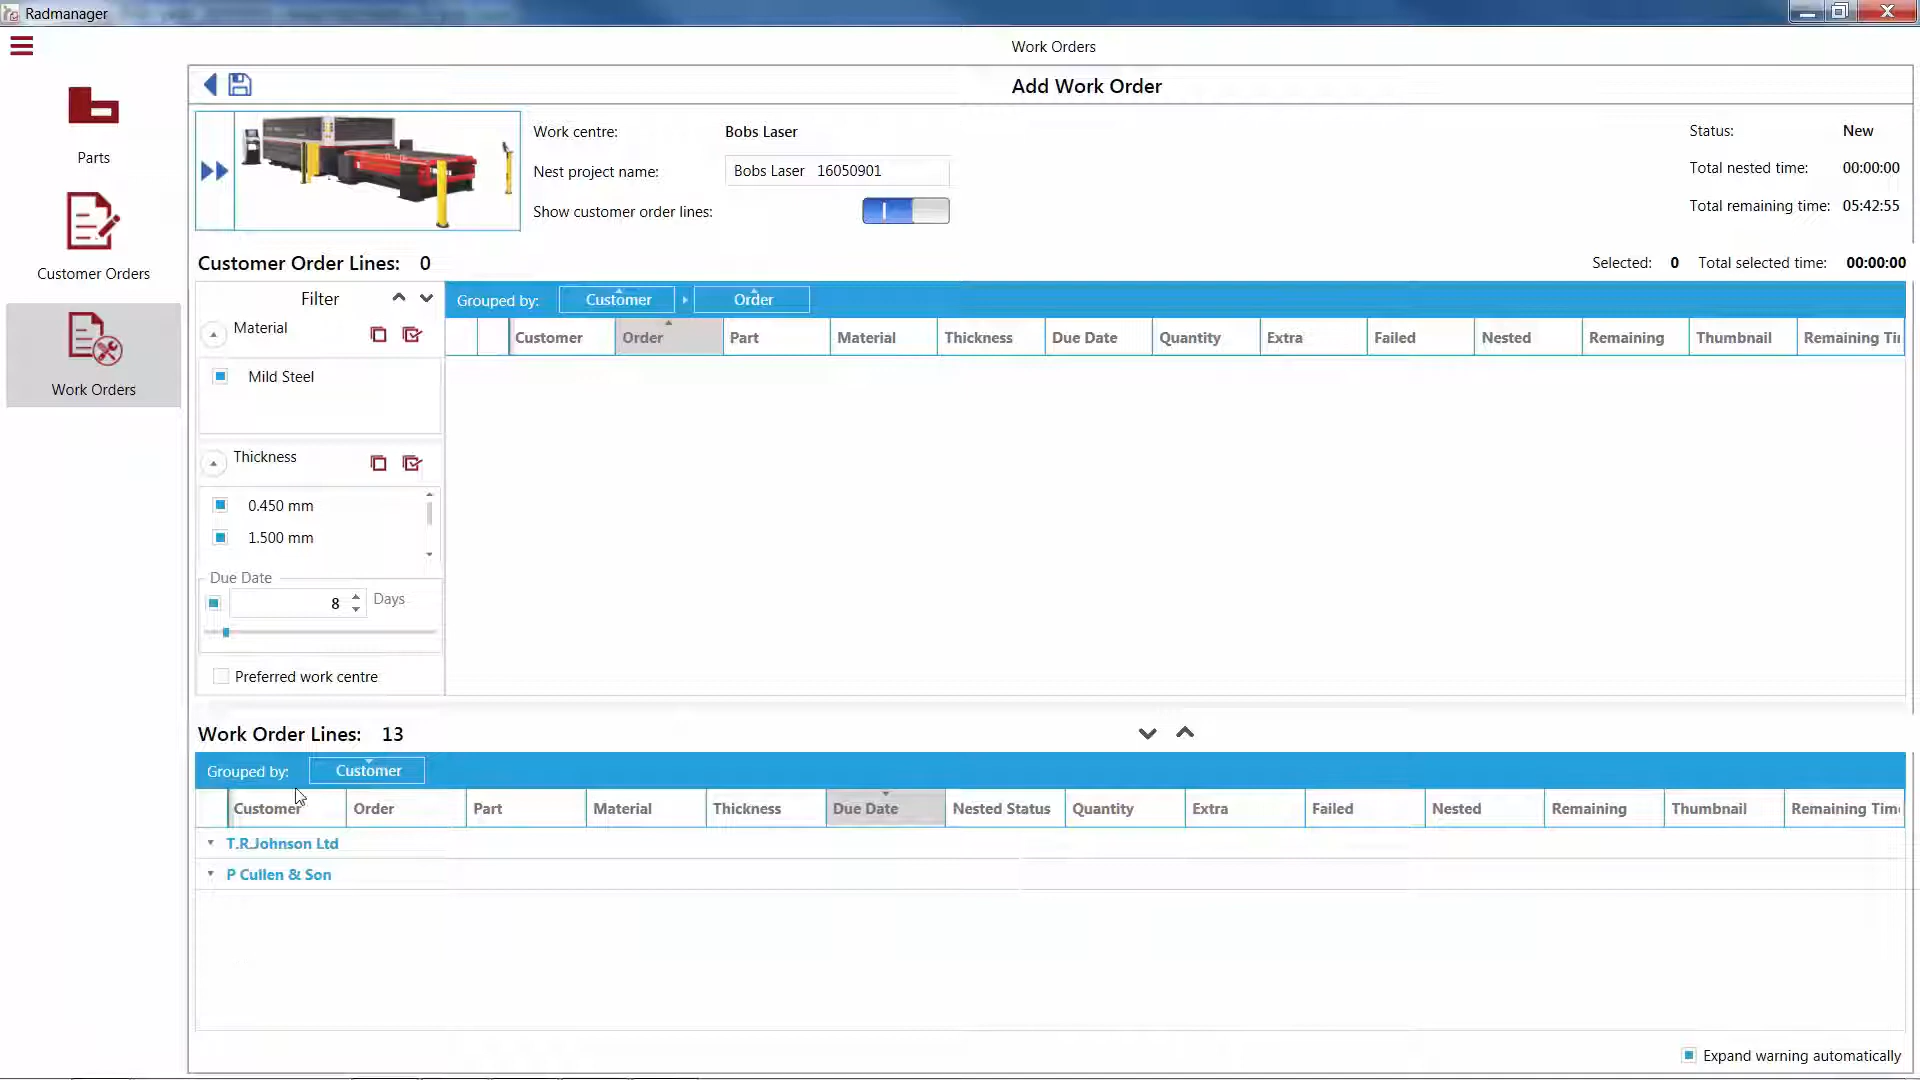 Radmanager
Work Orders
Add Work Order
Parts
Customer Orders
Work Orders
Work centre: Bobs Laser
Nest project name: Bobs Laser 16050901
Show customer order lines:
Status: New
Total nested time: 00:00:00
Total remaining time: 05:42:55
Customer Order Lines: 0
Selected: 0 Total selected time: 00:00:00
Filter
Material
Mild Steel
Thickness
0.450 mm
1.500 mm
Due Date
8 Days
Preferred work centre
Grouped by: Customer Order
Customer Order Part Material Thickness Due Date Quantity Extra Failed Nested Remaining Thumbnail Remaining Ti
Work Order Lines: 13
Grouped by: Customer
Customer Order Part Material Thickness Due Date Nested Status Quantity Extra Failed Nested Remaining Thumbnail Remaining Tim
T.R.Johnson Ltd
P Cullen & Son
Expand warning automatically